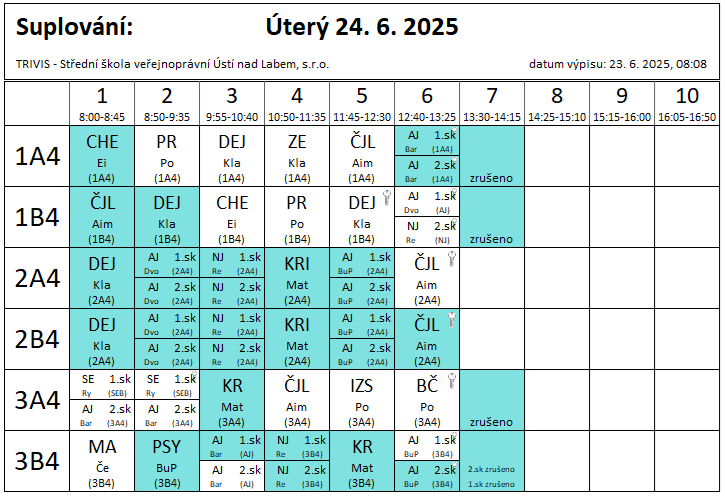 Suplování: Úterý 24. 6. 2025
TRIVIS - Střední škola veřejnoprávní Ústí nad Labem, s.r.o. datum výpisu: 23. 6. 2025, 08:08
1 2 3 4 5 6 7 8 9 10
8:00-8:45 8:50-9:35 9:55-10:40 10:50-11:35 11:45-12:30 12:40-13:25 13:30-14:15 14:25-15:10 15:15-16:00 16:05-16:50
1A4
CHE PR DEJ ZE ČJL AJ 1.sk
Ei Po Kla Kla Aim Bar (1A4)
AJ 2.sk
(1A4) (1A4) (1A4) (1A4) (1A4) Bar (1A4) zrušeno
1B4
ČJL DEJ CHE PR DEJ AJ 1.sk
Aim Kla Ei Po Kla Dvo (AJ)
NJ 2.sk
(1B4) (1B4) (1B4) (1B4) (1B4) Re (NJ) zrušeno
2A4
DEJ AJ 1.sk NJ 1.sk KRI AJ 1.sk ČJL
Kla Dvo (2A4) Re (2A4) Mat BuP (2A4) Aim
AJ 2.sk NJ 2.sk AJ 2.sk
(2A4) Dvo (2A4) Re (2A4) (2A4) BuP (2A4) (2A4)
2B4
DEJ AJ 1.sk NJ 1.sk KRI AJ 1.sk ČJL
Kla Dvo (2A4) Re (2A4) Mat BuP (2A4) Aim
AJ 2.sk NJ 2.sk AJ 2.sk
(2A4) Dvo (2A4) Re (2A4) (2A4) BuP (2A4) (2A4)
3A4
SE 1.sk SE 1.sk KR ČJL IZS BČ
Ry (SEB) Ry (SEB) Mat Aim Po Po
AJ 2.sk AJ 2.sk
Bar (3A4) Bar (3A4) (3A4) (3A4) (3A4) (3A4) zrušeno
3B4
MA PSY AJ 1.sk NJ 1.sk KR AJ 1.sk
Če BuP Bar (AJ) Re (3B4) Mat BuP (3B4)
AJ 2.sk NJ 2.sk AJ 2.sk 2.sk zrušeno
(3B4) (3B4) Bar (AJ) Re (3B4) (3B4) BuP (3B4) 1.sk zrušeno